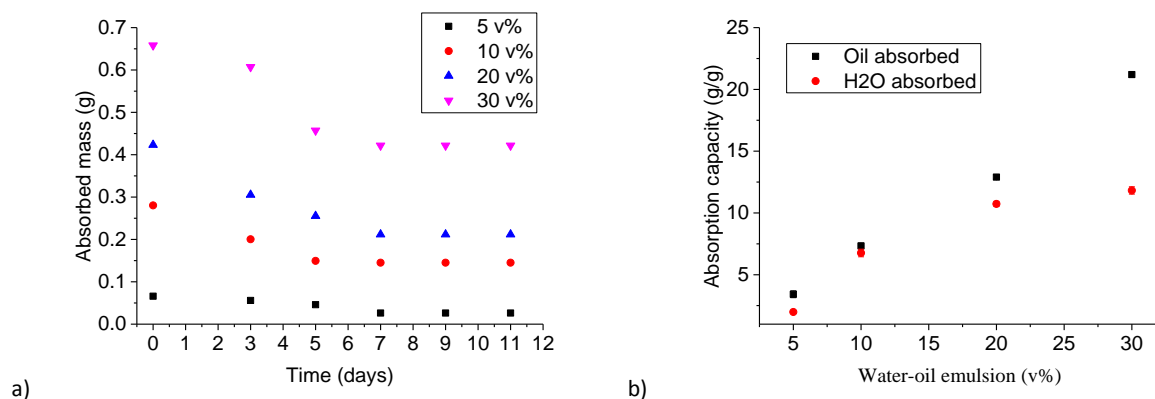 0.7
0.6
0.5
0.4
0.3
0.2
0.1
0.0
Absorbed mass (g)
5 v%
10 v%
20 v%
30 v%
0 1 2 3 4 5 6 7 8 9 10 11 12
Time (days)
a)
25
20
15
10
5
Absorption capacity (g/g)
Oil absorbed
H2O absorbed
5 10 15 20 25 30
Water-oil emulsion (v%)
b)